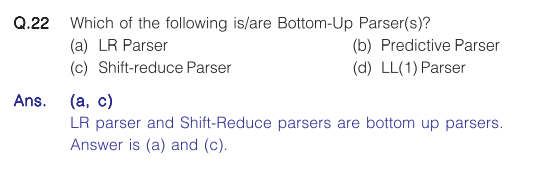 Q.22 Which of the following is/are Bottom-Up Parser(s)?
(a) LR Parser (b) Predictive Parser
(c) Shift-reduce Parser (d) LL(1) Parser
Ans. (a, c)
LR parser and Shift-Reduce parsers are bottom up parsers.
Answer is (a) and (c).